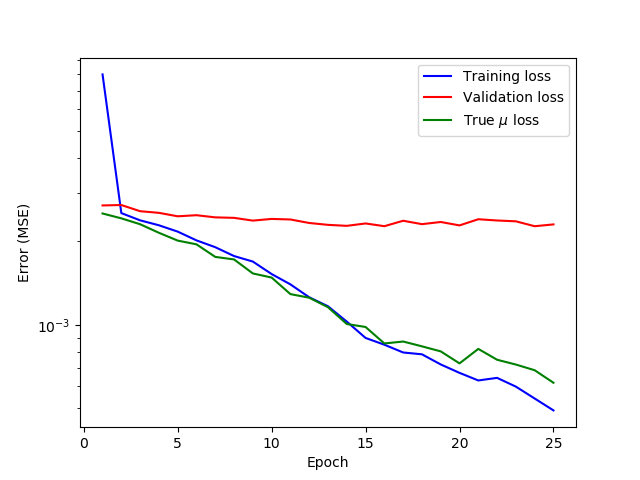 Training loss
Validation loss
True μ loss
Error (MSE)
10⁻³
0 5 10 15 20 25
Epoch